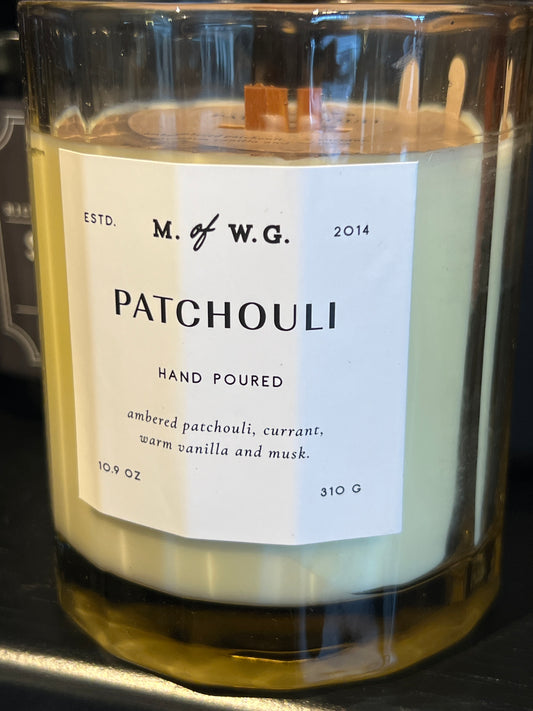 ESTD. M. of W.G. 2014
PATCHOULI
HAND POURED
ambered patchouli, currant,
warm vanilla and musk.
10.9 OZ 310 G